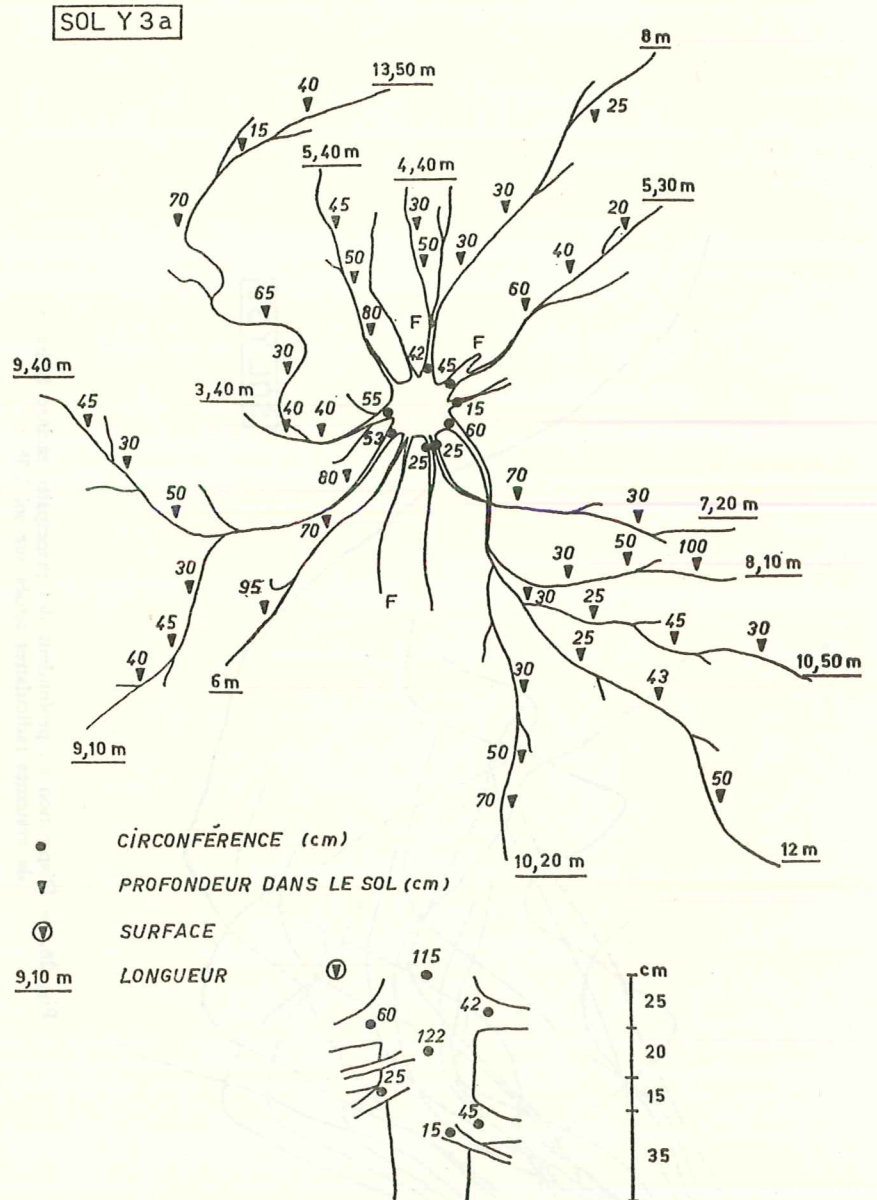 SOL Y 3a
8 m
13,50 m
40
25
15
5,40 m
4,40 m
5,30 m
70
45
30
30
20
50
50
30
40
65
80
60
F
F
30
42
45
9,40 m
3,40 m
55
15
45
40
40
60
30
53
25
25
80
70
50
70
30
7,20 m
30
50
100
8,10 m
30
95
30
25
F
45
30
45
25
10,50 m
40
6 m
30
43
9,10 m
50
50
70
10,20 m
12 m
CIRCONFÉRENCE (cm)
PROFONDEUR DANS LE SOL (cm)
SURFACE
9,10 m LONGUEUR
115
cm
25
60
42
122
20
25
15
45
15
35